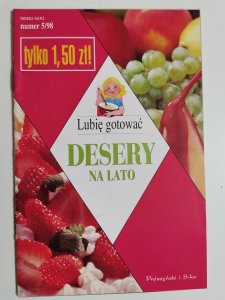 numer 5/98
tylko 1,50 zł!
Lubię gotować
DESERY
NA LATO
Prószyński i S-ka